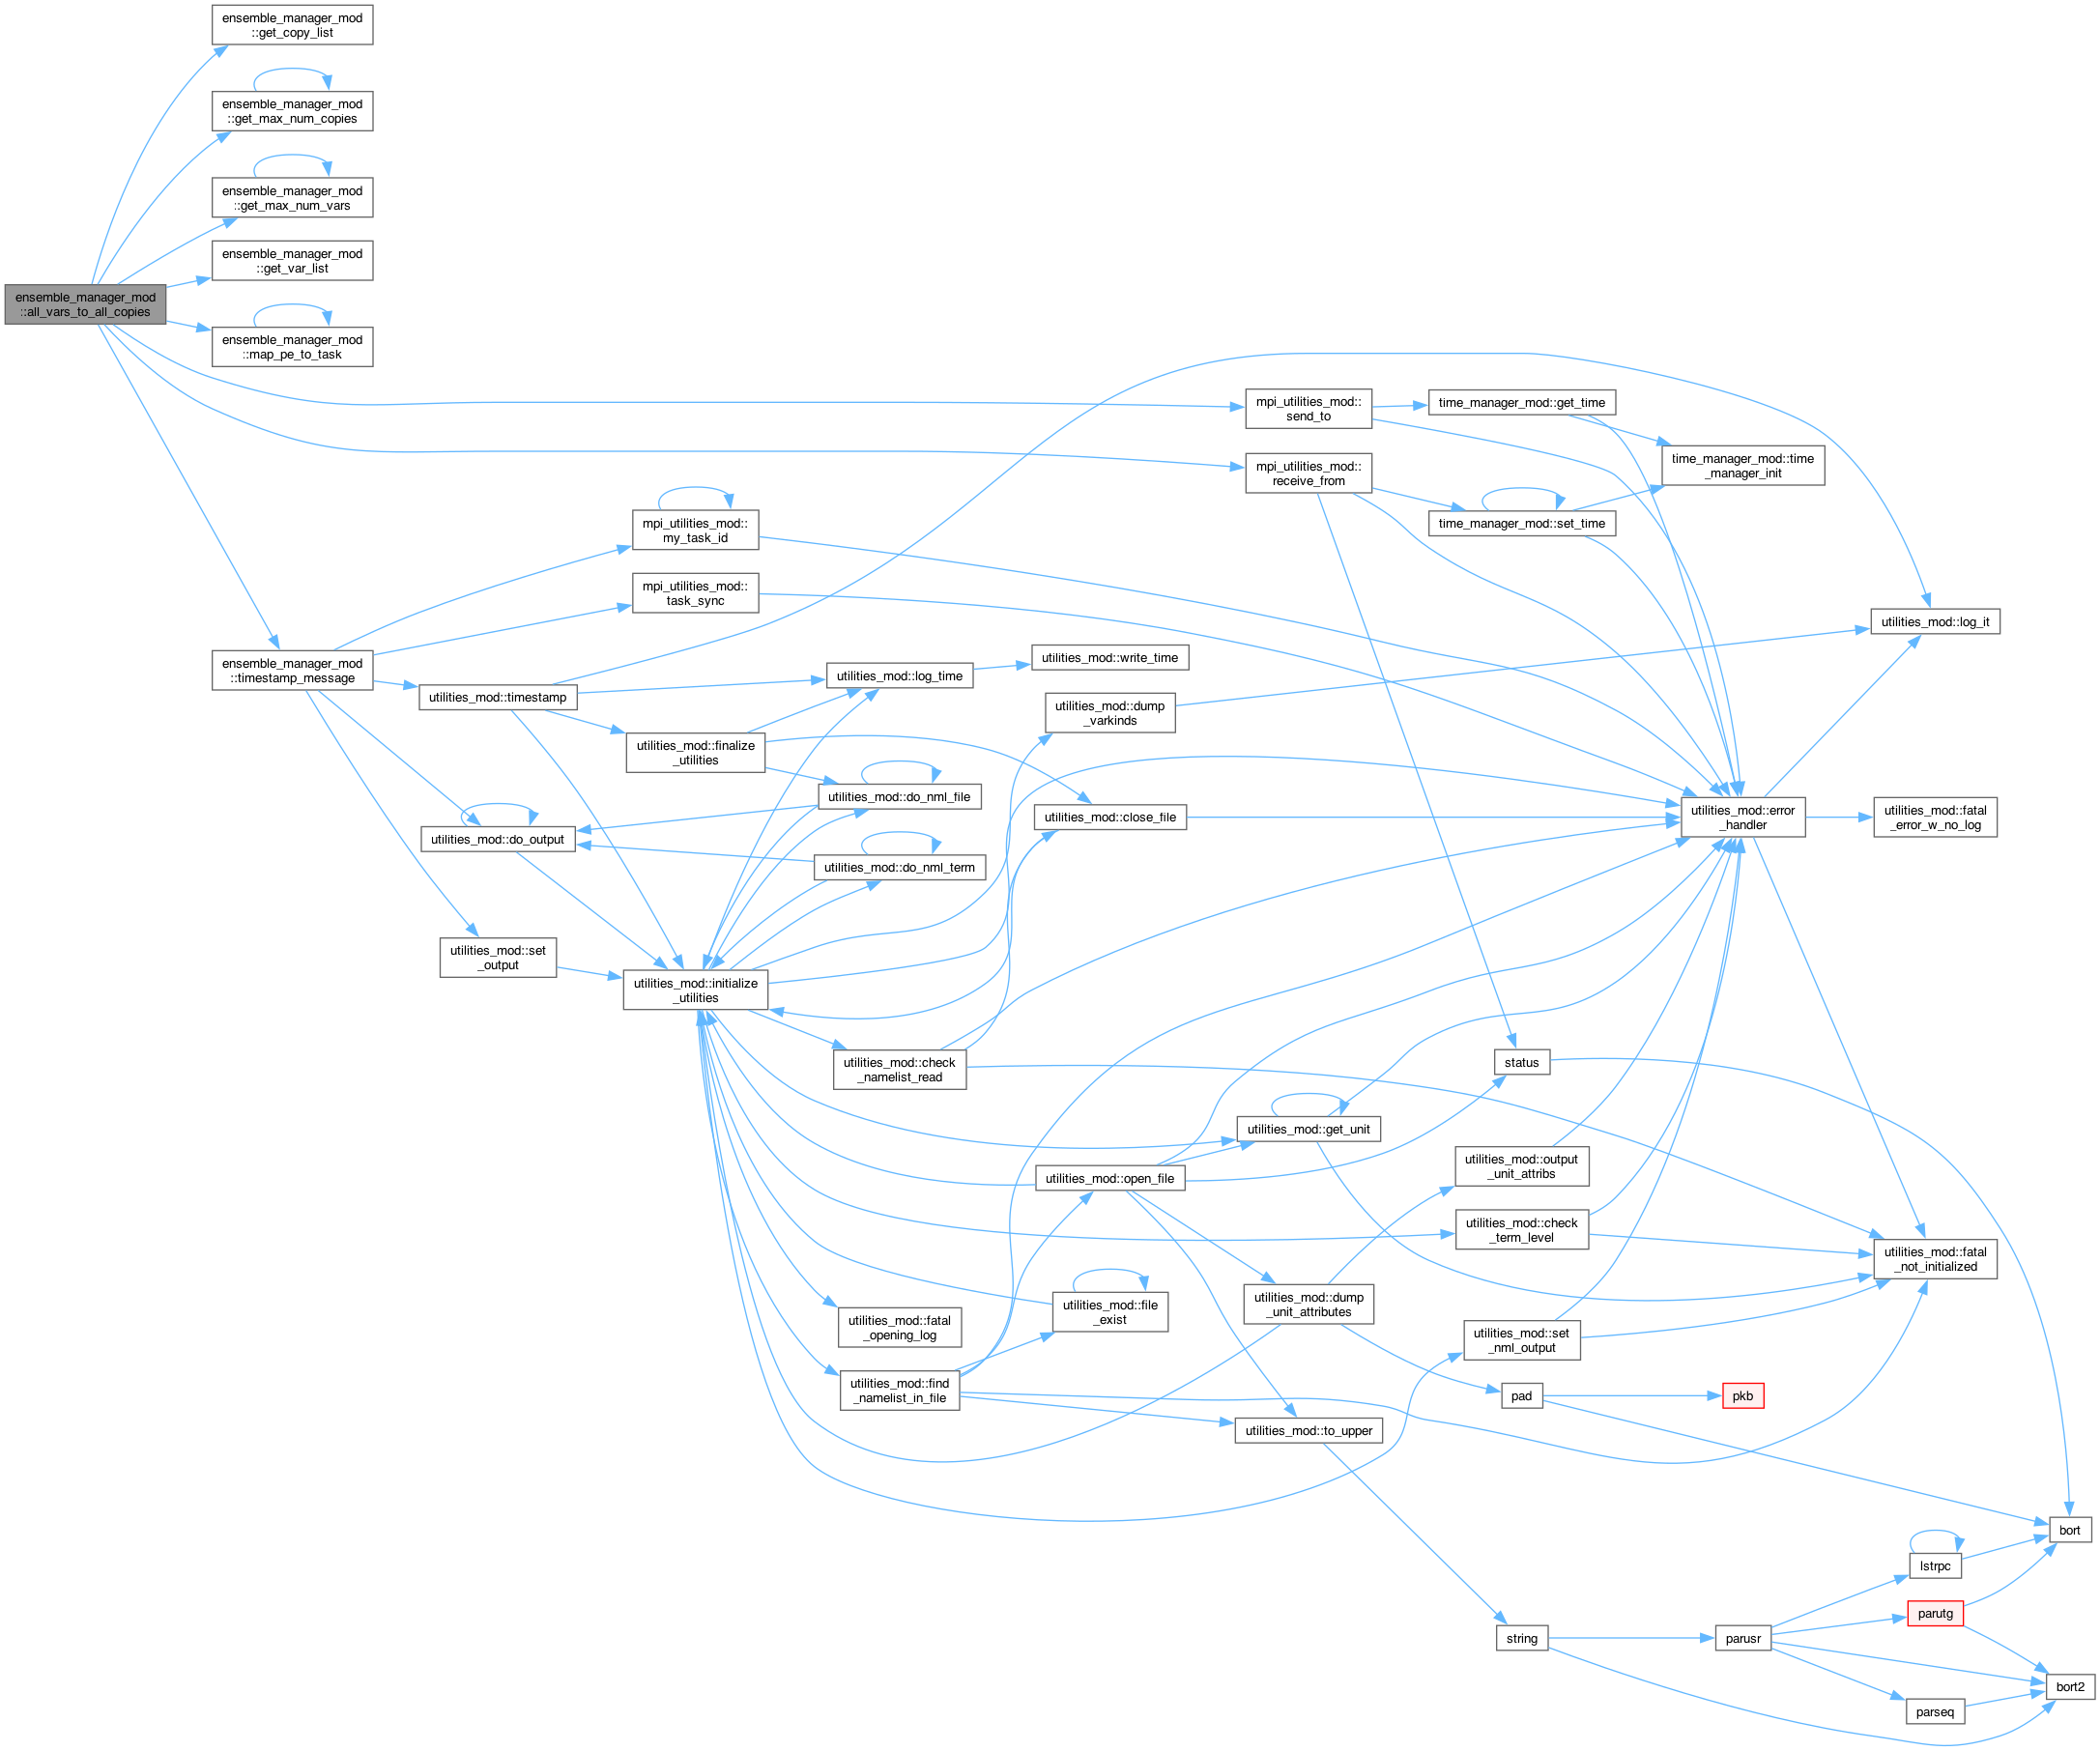 ensemble_manager_mod
::get_copy_list
ensemble_manager_mod
::get_max_num_copies
ensemble_manager_mod
::get_max_num_vars
ensemble_manager_mod
::get_var_list
ensemble_manager_mod
::all_vars_to_all_copies
ensemble_manager_mod
::map_pe_to_task
mpi_utilities_mod::
send_to
time_manager_mod::get_time
time_manager_mod::time
_manager_init
mpi_utilities_mod::
receive_from
time_manager_mod::set_time
mpi_utilities_mod::
my_task_id
mpi_utilities_mod::
task_sync
utilities_mod::log_it
ensemble_manager_mod
::timestamp_message
utilities_mod::timestamp
utilities_mod::log_time
utilities_mod::write_time
utilities_mod::dump
_varkinds
utilities_mod::finalize
_utilities
utilities_mod::do_nml_file
utilities_mod::close_file
utilities_mod::error
_handler
utilities_mod::fatal
_error_w_no_log
utilities_mod::do_output
utilities_mod::do_nml_term
utilities_mod::set
_output
utilities_mod::initialize
_utilities
utilities_mod::check
_namelist_read
status
utilities_mod::get_unit
utilities_mod::open_file
utilities_mod::output
_unit_attribs
utilities_mod::check
_term_level
utilities_mod::fatal
_not_initialized
utilities_mod::file
_exist
utilities_mod::dump
_unit_attributes
utilities_mod::fatal
_opening_log
utilities_mod::set
_nml_output
utilities_mod::find
_namelist_in_file
pad
pkb
utilities_mod::to_upper
bort
lstrpc
parutg
string
parusr
bort2
parseq